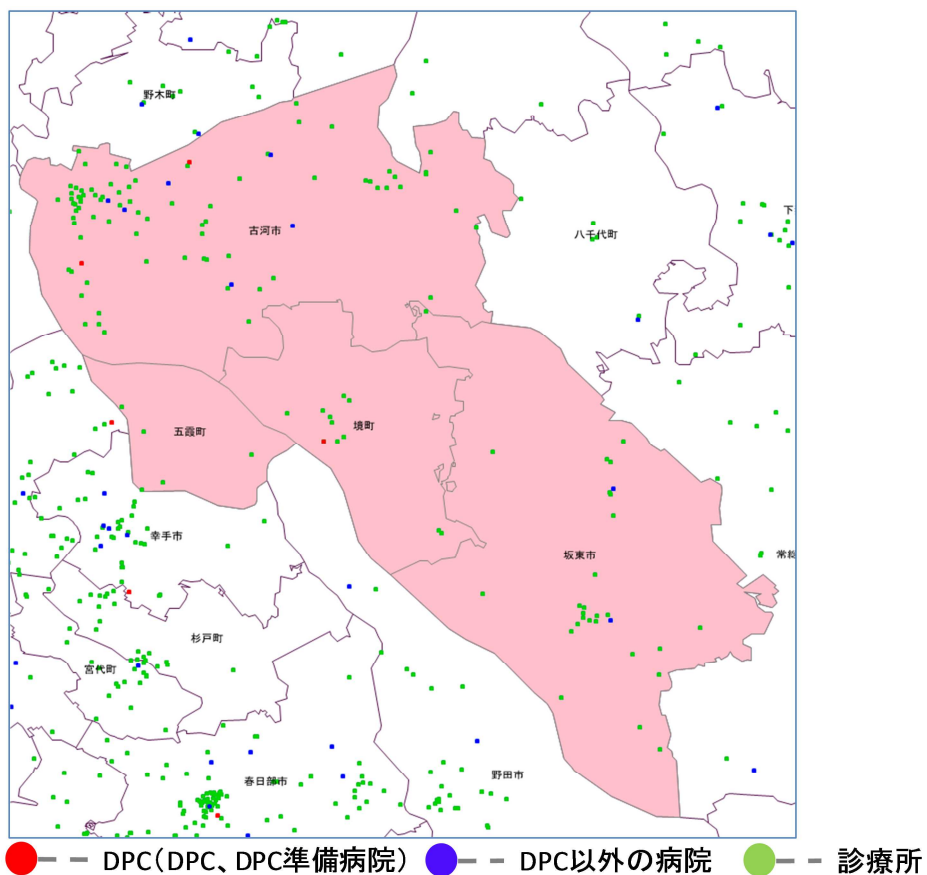 野木町
下
古河市
八千代町
境町
五霞町
幸手市
坂東市
常総
杉戸町
宮代町
野田市
春日部市
DPC(DPC、DPC準備病院) DPC以外の病院 診療所